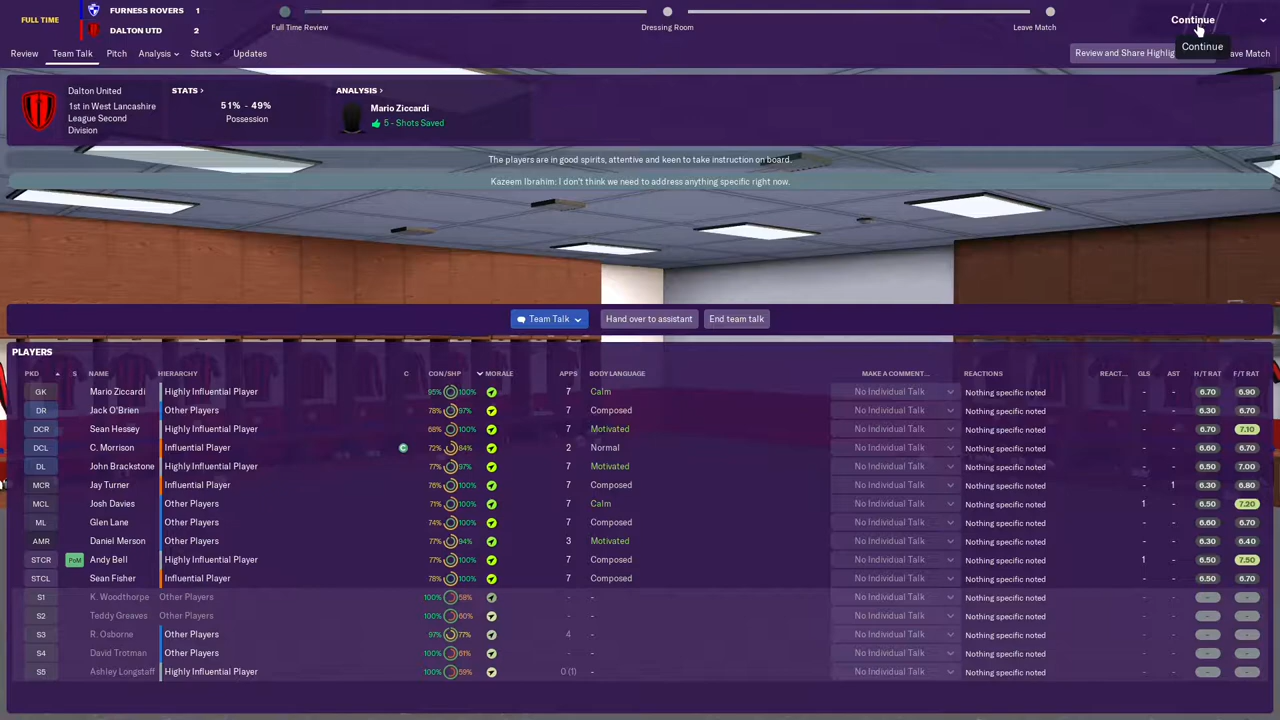 FULL TIME
FURNESS ROVERS 1
DALTON UTD 2
Full Time Review
Dressing Room
Leave Match
Continue
Continue
Review Team Talk Pitch Analysis Stats Updates
Review and Share Highlig
ave Match
Dalton United
1st in West Lancashire
League Second
Division
STATS >
51% - 49%
Possession
ANALYSIS >
Mario Ziccardi
5 - Shots Saved
The players are in good spirits, attentive and keen to take instruction on board.
Kazeem Ibrahim: I don't think we need to address anything specific right now.
Team Talk Hand over to assistant End team talk
PLAYERS
PKD S NAME HIERARCHY C CON/SHP MORALE APPS BODY LANGUAGE MAKE A COMMENT... REACTIONS REACT... GLS AST H/T RAT F/T RAT
GK Mario Ziccardi Highly Influential Player 95% 100% 7 Calm No Individual Talk Nothing specific noted - - 6.70 6.90
DR Jack O'Brien Other Players 78% 97% 7 Composed No Individual Talk Nothing specific noted - - 6.30 6.70
DCR Sean Hessey Other Players 68% 100% 7 Motivated No Individual Talk Nothing specific noted - - 6.70 7.10
DCL C. Morrison Influential Player C 72% 84% 2 Normal No Individual Talk Nothing specific noted - - 6.60 6.70
DL John Brackstone Highly Influential Player 77% 97% 7 Motivated No Individual Talk Nothing specific noted - - 6.50 7.00
MCR Jay Turner Influential Player 76% 100% 7 Composed No Individual Talk Nothing specific noted - 1 6.30 6.80
MCL Josh Davies Other Players 71% 100% 7 Calm No Individual Talk Nothing specific noted 1 - 6.50 7.20
ML Glen Lane Other Players 74% 100% 7 Composed No Individual Talk Nothing specific noted - - 6.60 6.70
AMR Daniel Merson Other Players 77% 94% 3 Motivated No Individual Talk Nothing specific noted - - 6.30 6.40
STCR PoM Andy Bell Highly Influential Player 77% 100% 7 Composed No Individual Talk Nothing specific noted 1 - 6.50 7.50
STCL Sean Fisher Influential Player 78% 100% 7 Composed No Individual Talk Nothing specific noted - - 6.50 6.70
S1 K. Woodthorpe Other Players 100% 58% - - No Individual Talk Nothing specific noted - - - -
S2 Teddy Greaves Other Players 100% 60% - - No Individual Talk Nothing specific noted - - - -
S3 R. Osborne Other Players 97% 77% 4 - No Individual Talk Nothing specific noted - - - -
S4 David Trotman Other Players 100% 61% - - No Individual Talk Nothing specific noted - - - -
S5 Ashley Longstaff Highly Influential Player 100% 59% 0 (1) - No Individual Talk Nothing specific noted - - - -